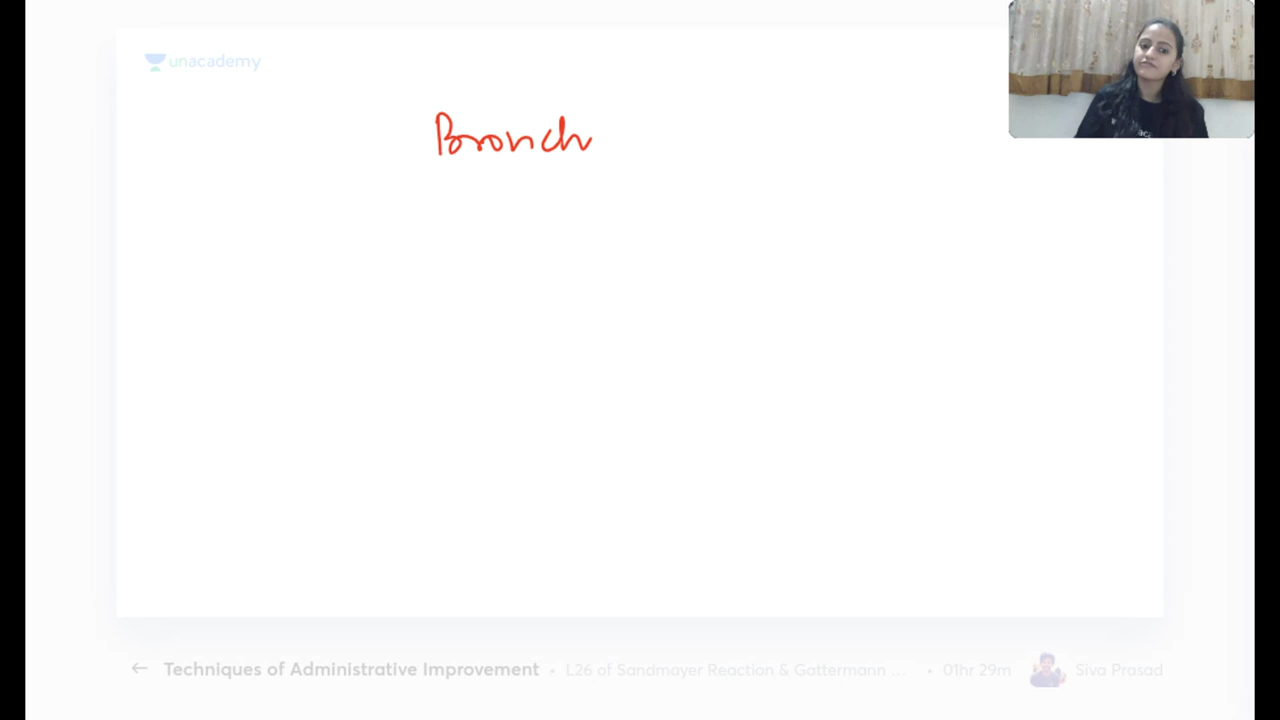 unacademy
Bronch
← Techniques of Administrative Improvement • L26 of Sandmayer Reaction & Gattermann ... • 01hr 29m Siva Prasad